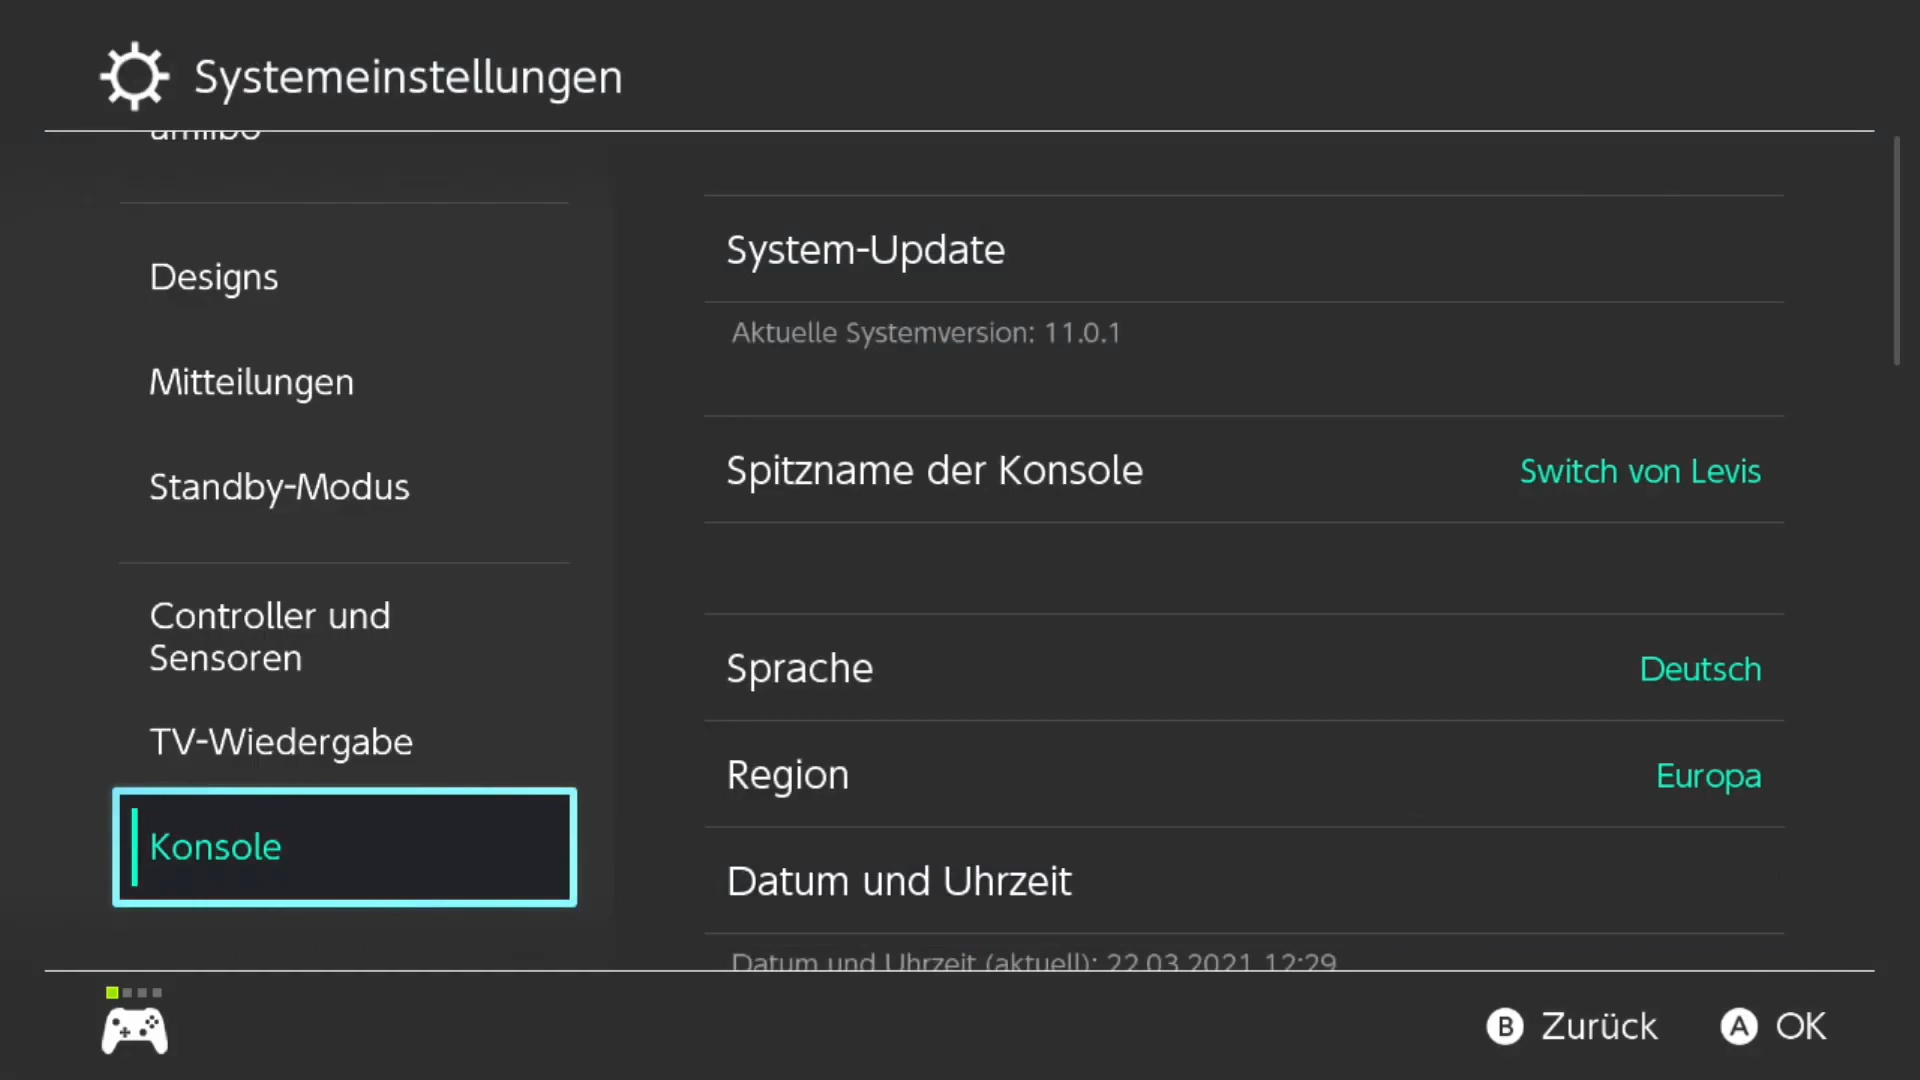 Systemeinstellungen
amiibo
Designs
Mitteilungen
Standby-Modus
Controller und
Sensoren
TV-Wiedergabe
Konsole
System-Update
Aktuelle Systemversion: 11.0.1
Spitzname der Konsole
Switch von Levis
Sprache
Deutsch
Region
Europa
Datum und Uhrzeit
Datum und Uhrzeit (aktuell): 22.03.2021 12:29
B Zurück
A OK